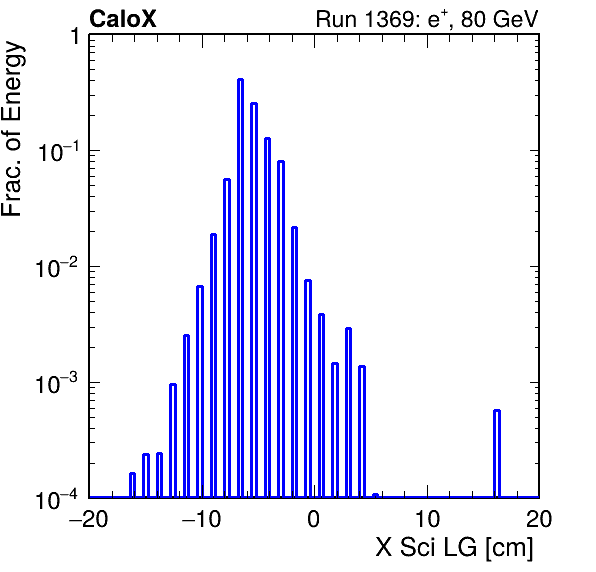 CaloX Run 1369: e⁺, 80 GeV
Frac. of Energy
1
10⁻¹
10⁻²
10⁻³
10⁻⁴
−20 −10 0 10 20
X Sci LG [cm]